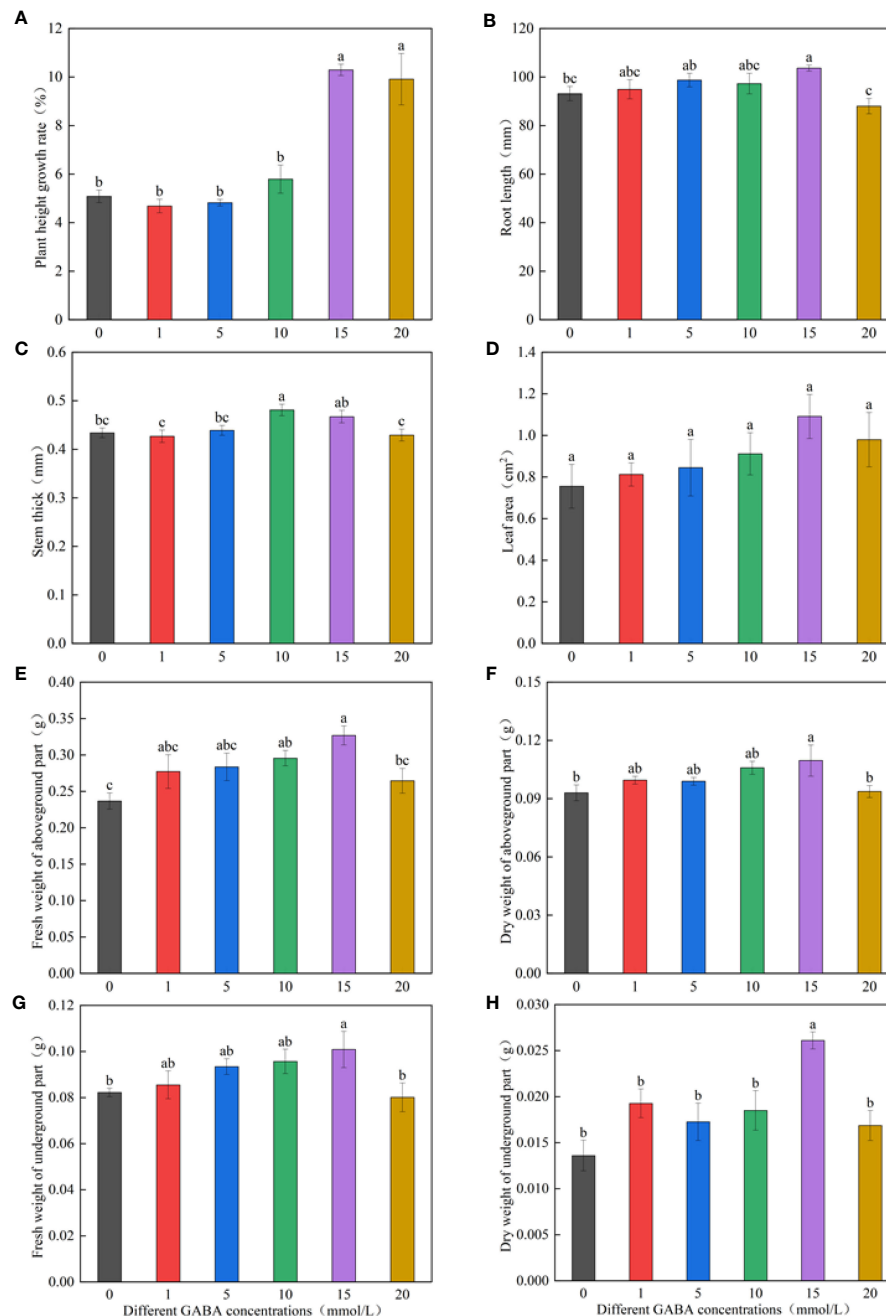 A
Plant height growth rate（%）
12
10
8
6
4
2
0
b
b
b
b
a
a
0 1 5 10 15 20
B
Root length（mm）
120
100
80
60
40
20
0
bc
abc
ab
abc
a
c
0 1 5 10 15 20
C
Stem thick（mm）
0.6
0.5
0.4
0.3
0.2
0.1
0.0
bc
c
bc
a
ab
c
0 1 5 10 15 20
D
Leaf area（cm²）
1.4
1.2
1.0
0.8
0.6
0.4
0.2
0.0
a
a
a
a
a
a
0 1 5 10 15 20
E
Fresh weight of aboveground part（g）
0.40
0.35
0.30
0.25
0.20
0.15
0.10
0.05
0.00
c
abc
abc
ab
a
bc
0 1 5 10 15 20
F
Dry weight of aboveground part（g）
0.15
0.12
0.09
0.06
0.03
0.00
b
ab
ab
ab
a
b
0 1 5 10 15 20
G
Fresh weight of underground part（g）
0.12
0.10
0.08
0.06
0.04
0.02
0.00
b
ab
ab
ab
a
b
0 1 5 10 15 20
Different GABA concentrations（mmol/L）
H
Dry weight of underground part（g）
0.030
0.025
0.020
0.015
0.010
0.005
0.000
b
b
b
b
a
b
0 1 5 10 15 20
Different GABA concentrations（mmol/L）